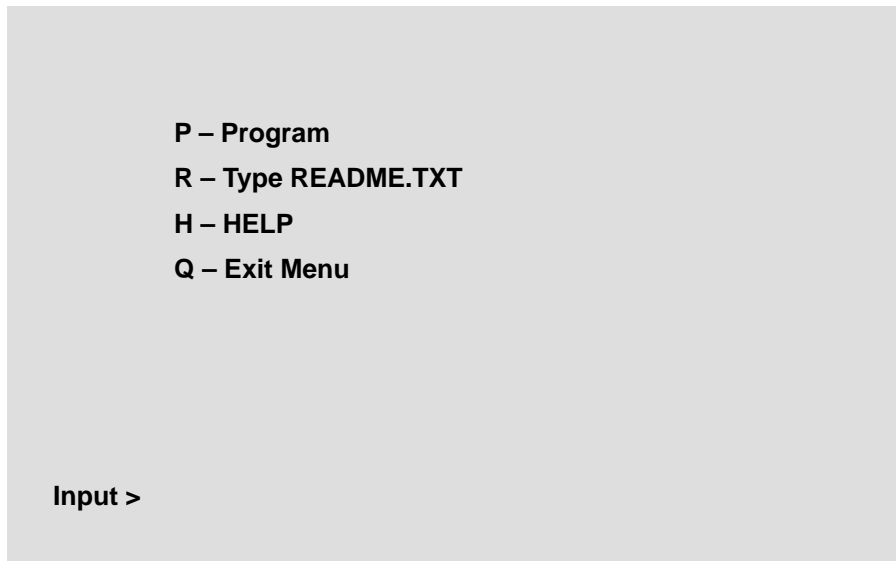 P – Program
R – Type README.TXT
H – HELP
Q – Exit Menu
Input >